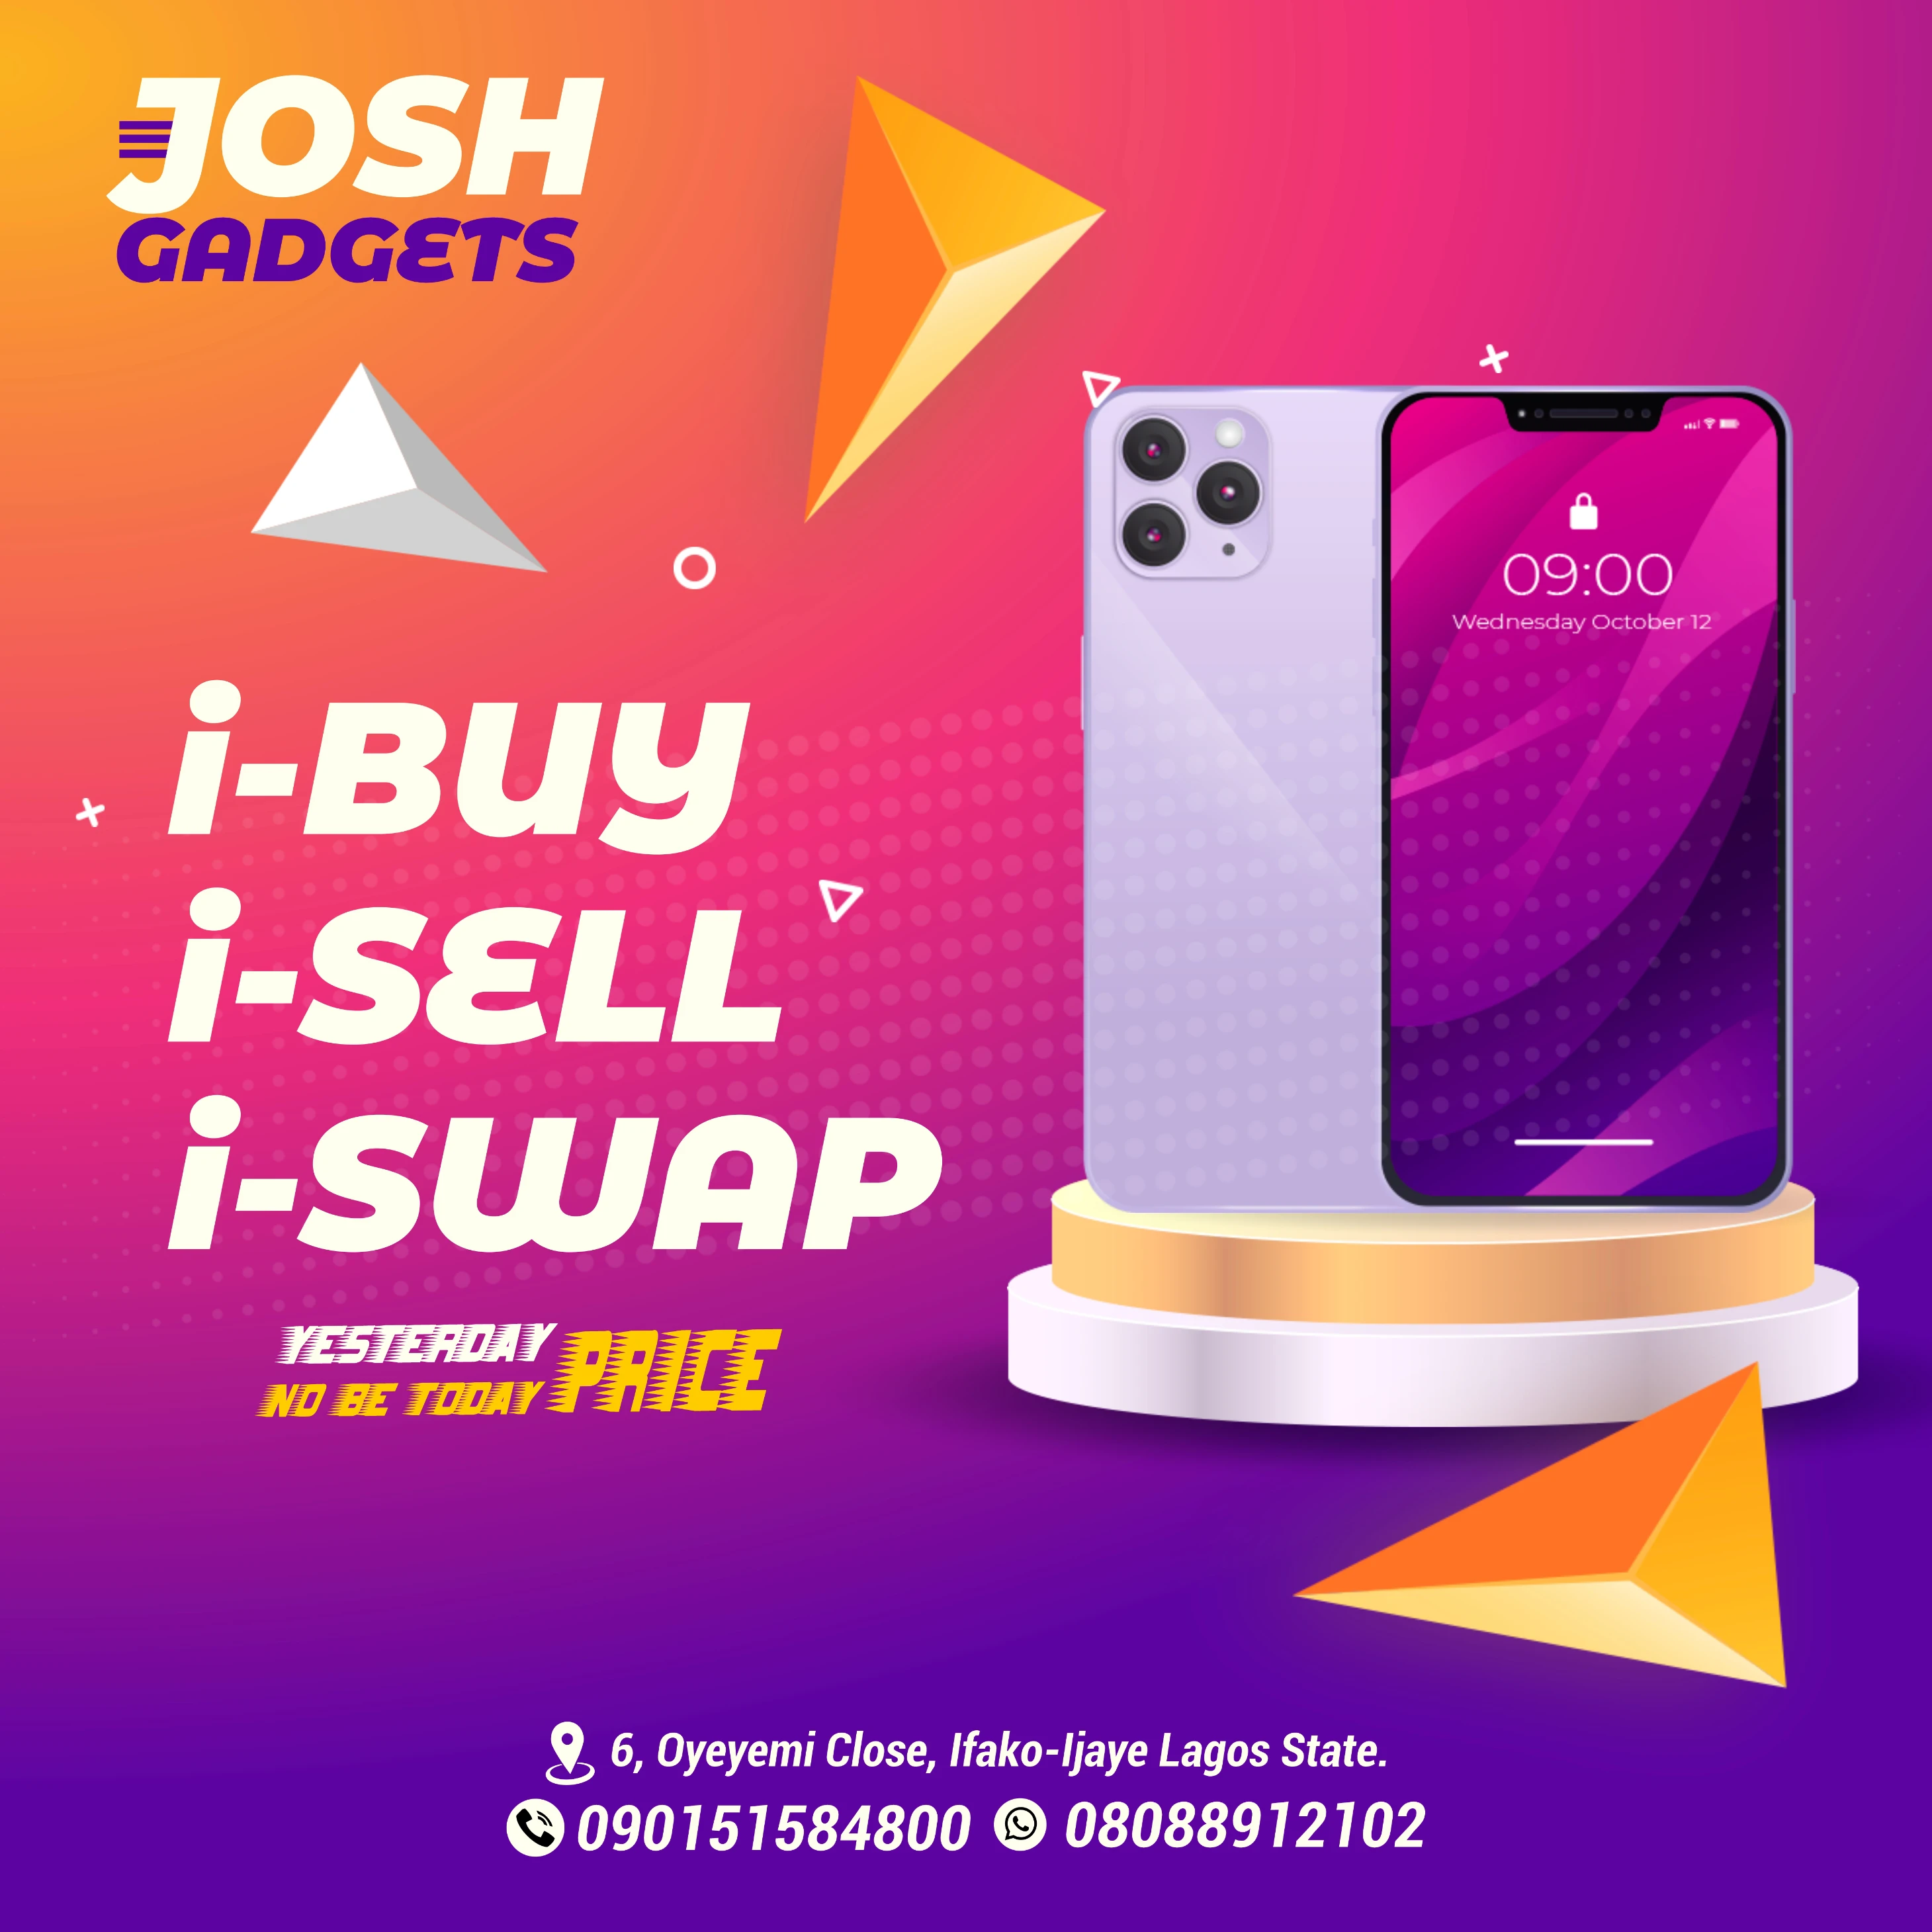 JOSH
GADGETS
09:00
Wednesday October 12
i-BUY
i-SELL
i-SWAP
YESTERDAY
NO BE TODAY PRICE
6, Oyeyemi Close, Ifako-Ijaye Lagos State.
090151584800 08088912102